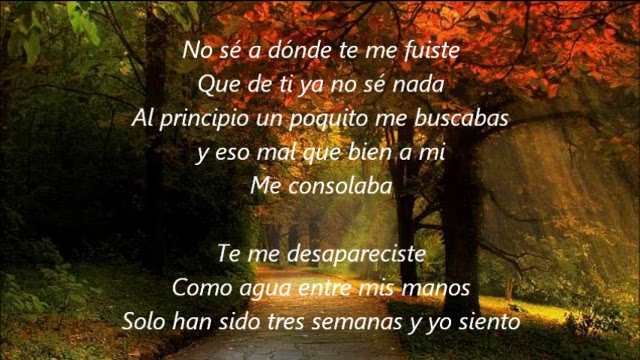 No sé a dónde te me fuiste
Que de ti ya no sé nada
Al principio un poquito me buscabas
y eso mal que bien a mi
Me consolaba
Te me desapareciste
Como agua entre mis manos
Solo han sido tres semanas y yo siento